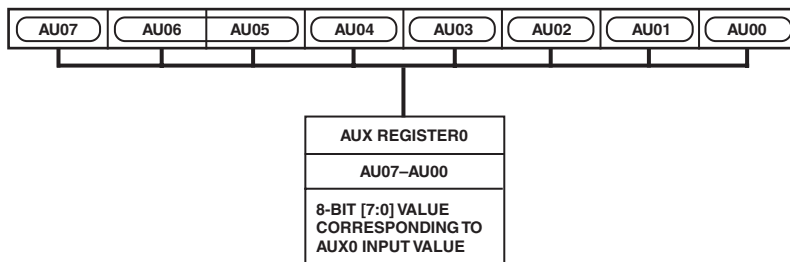 AU07 AU06 AU05 AU04 AU03 AU02 AU01 AU00
AUX REGISTER0
AU07–AU00
8-BIT [7:0] VALUE
CORRESPONDING TO
AUX0 INPUT VALUE